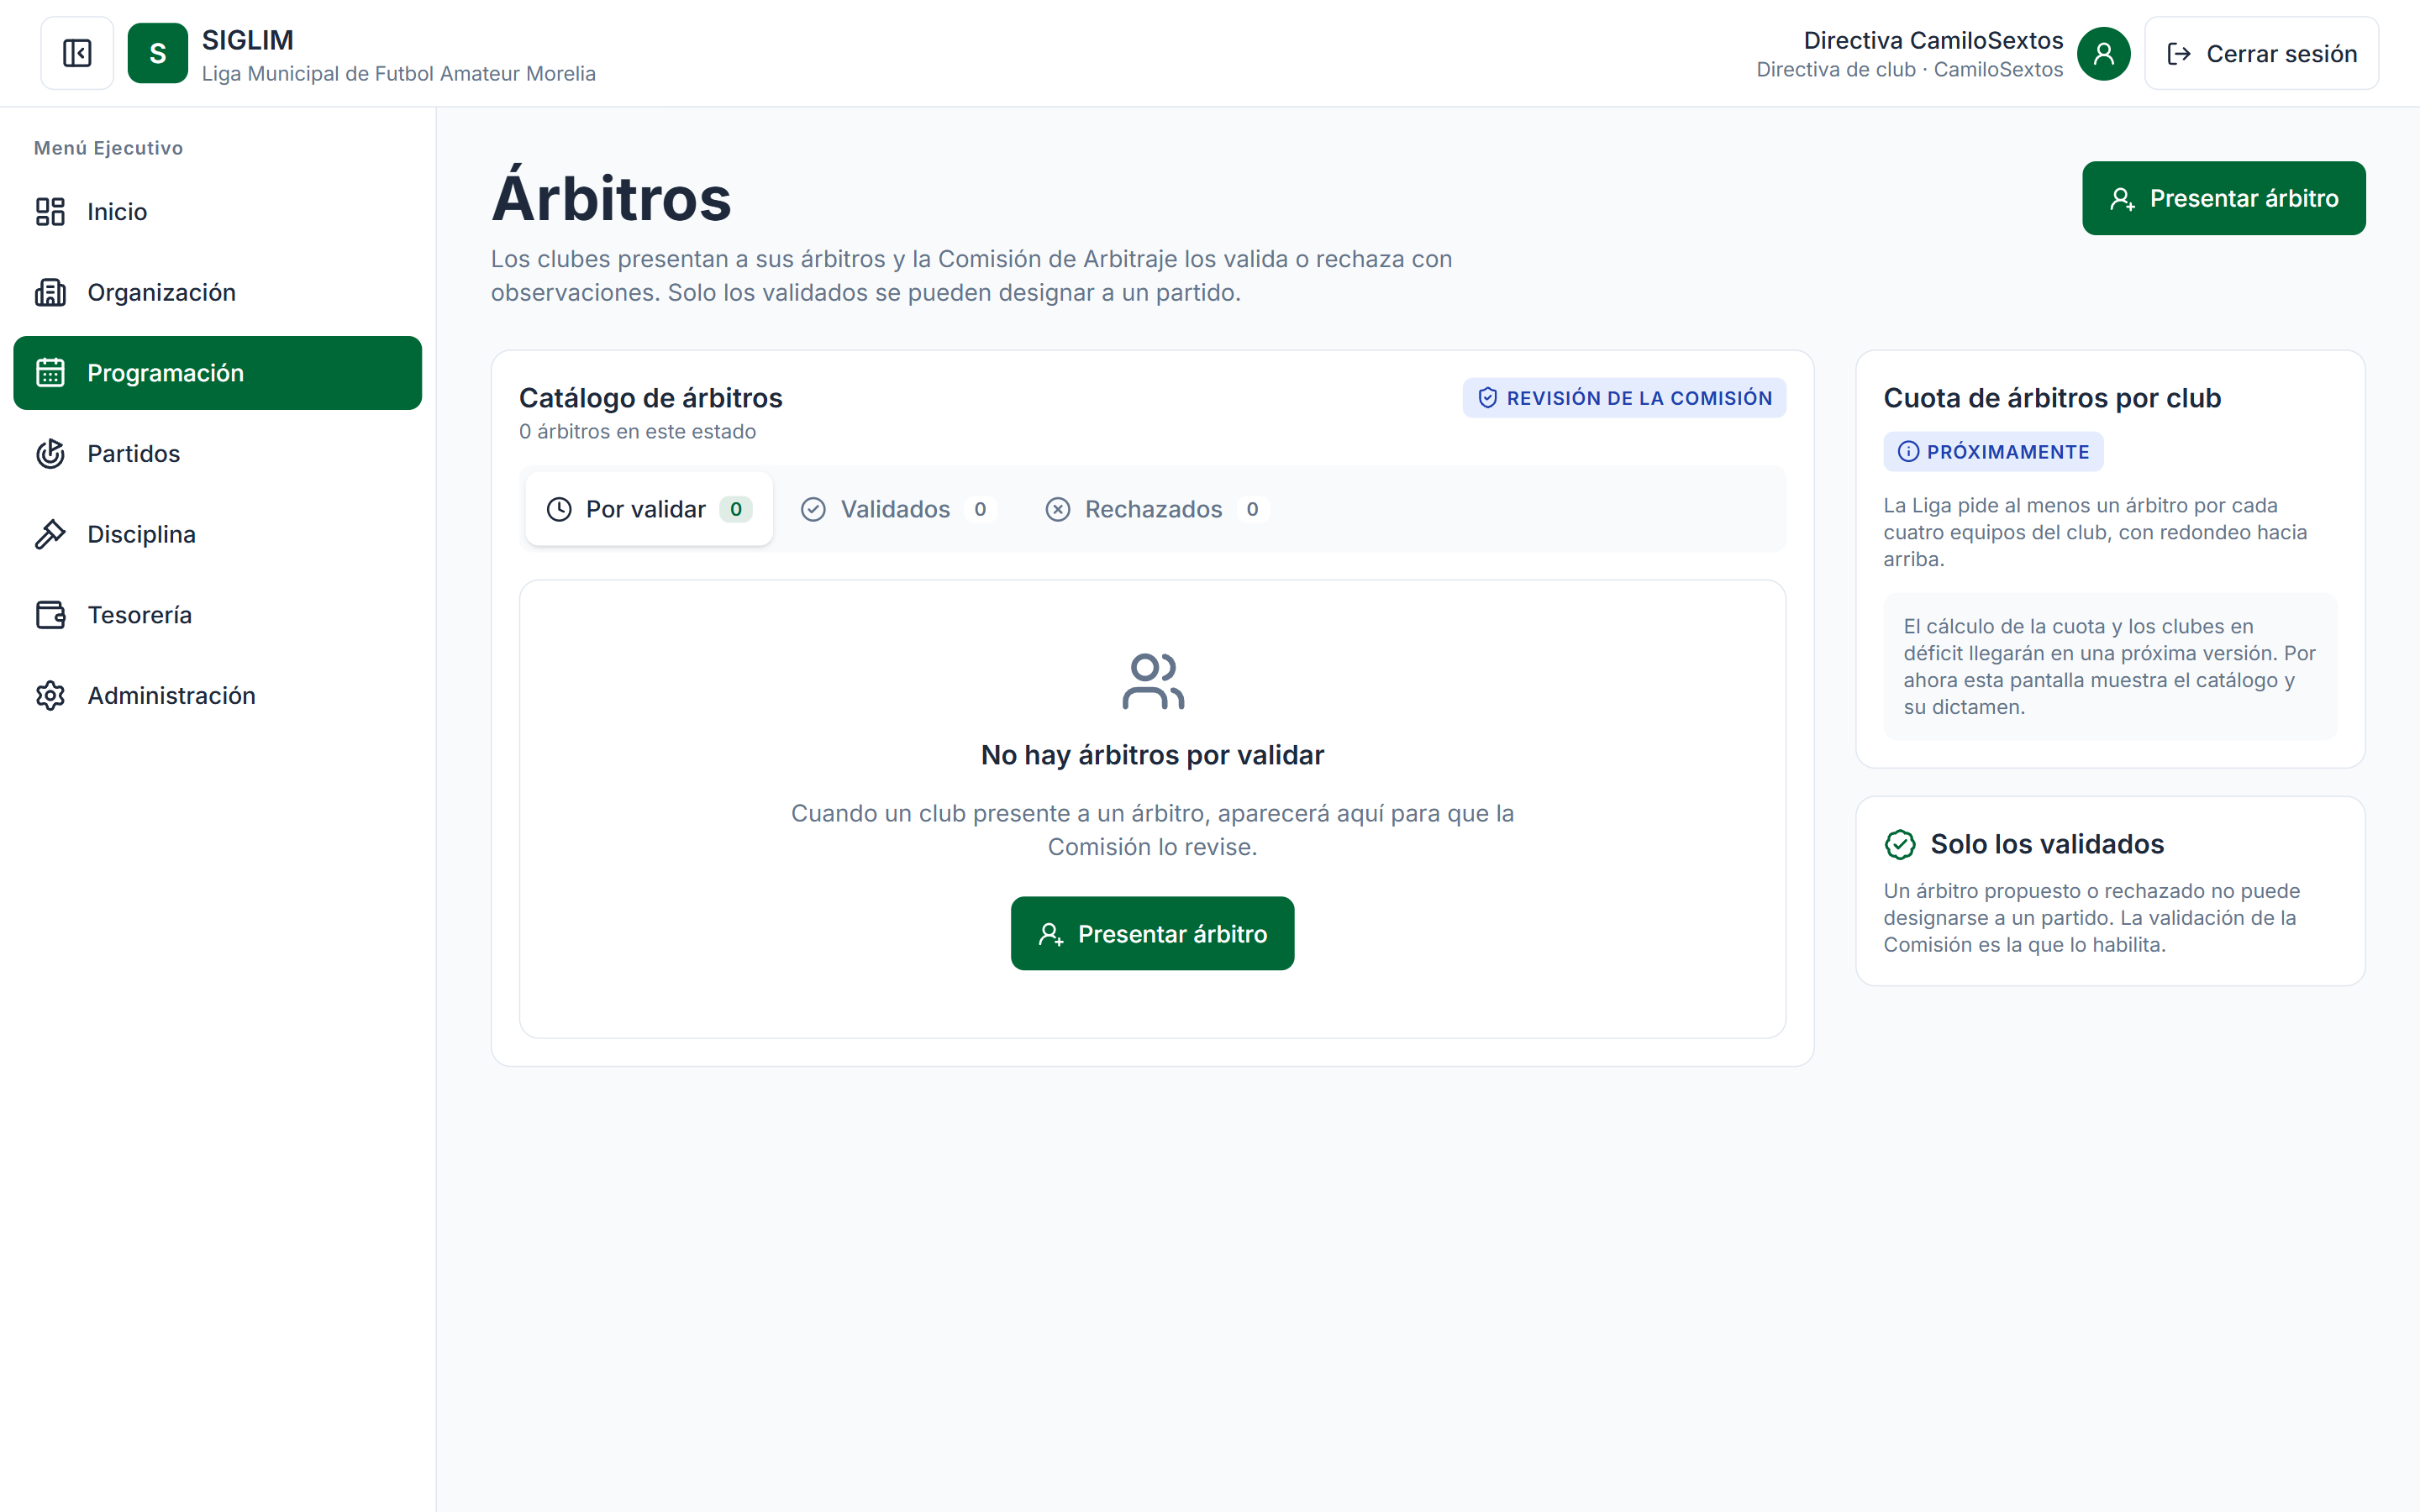 S
SIGLIM
Liga Municipal de Futbol Amateur Morelia
Directiva CamiloSextos
Directiva de club · CamiloSextos
Cerrar sesión
Menú Ejecutivo
Inicio
Organización
Programación
Partidos
Disciplina
Tesorería
Administración
Árbitros
Los clubes presentan a sus árbitros y la Comisión de Arbitraje los valida o rechaza con
observaciones. Solo los validados se pueden designar a un partido.
Presentar árbitro
Catálogo de árbitros
0 árbitros en este estado
REVISIÓN DE LA COMISIÓN
Por validar 0
Validados 0
Rechazados 0
No hay árbitros por validar
Cuando un club presente a un árbitro, aparecerá aquí para que la
Comisión lo revise.
Presentar árbitro
Cuota de árbitros por club
PRÓXIMAMENTE
La Liga pide al menos un árbitro por cada
cuatro equipos del club, con redondeo hacia
arriba.
El cálculo de la cuota y los clubes en
déficit llegarán en una próxima versión. Por
ahora esta pantalla muestra el catálogo y
su dictamen.
Solo los validados
Un árbitro propuesto o rechazado no puede
designarse a un partido. La validación de la
Comisión es la que lo habilita.